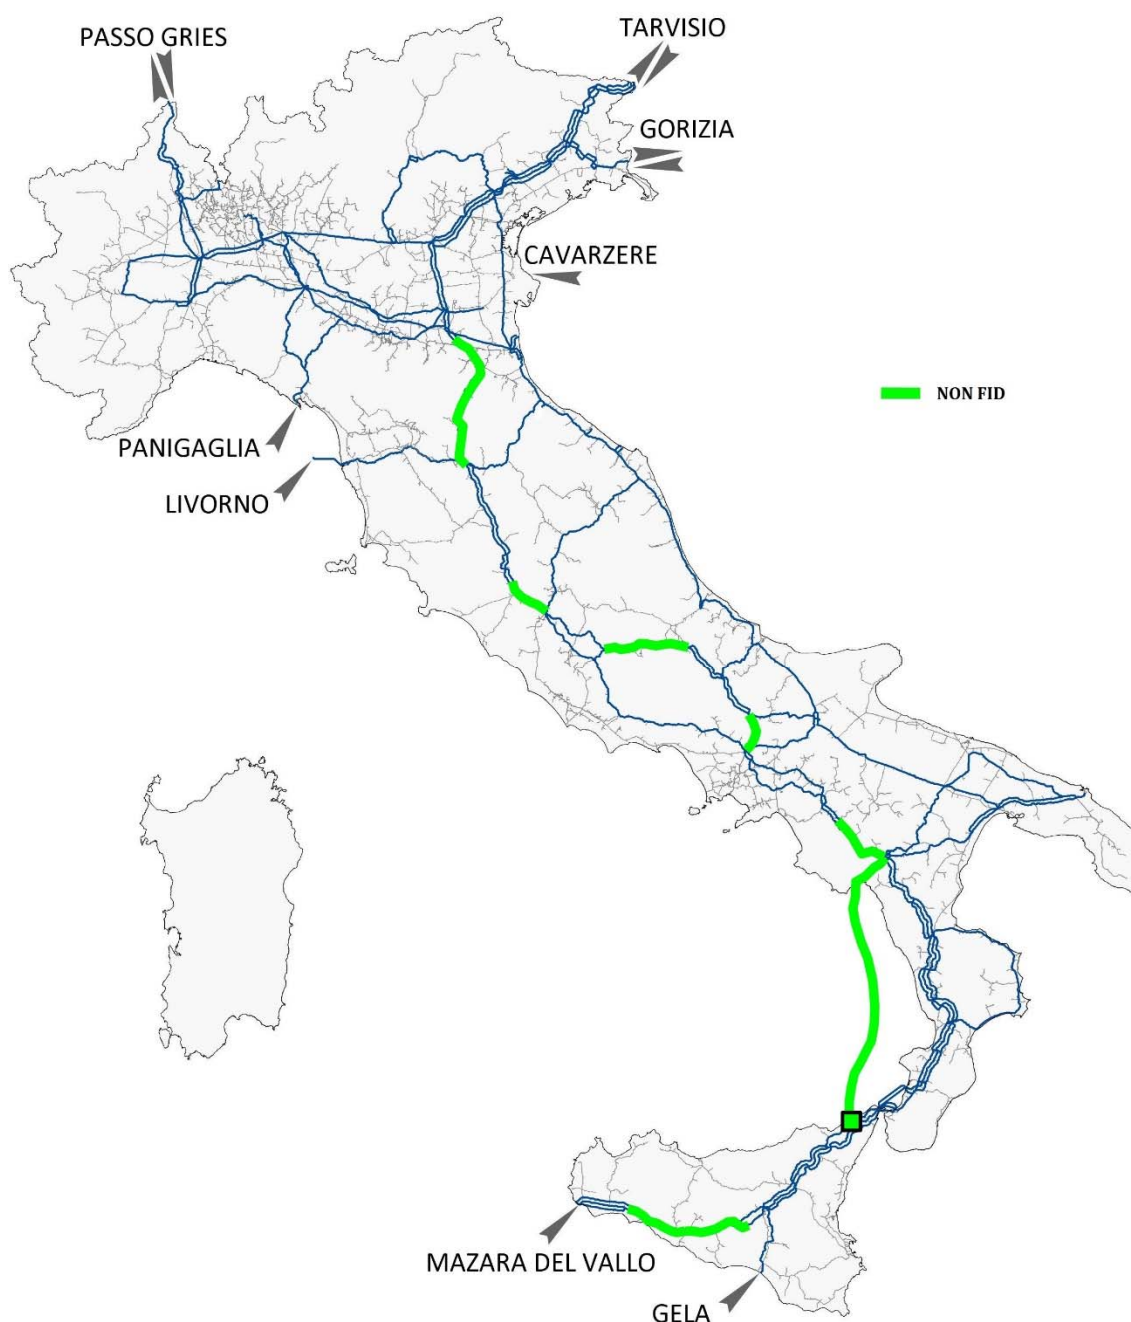 PASSO GRIES
TARVISIO
GORIZIA
CAVARZERE
NON FID
PANIGAGLIA
LIVORNO
MAZARA DEL VALLO
GELA